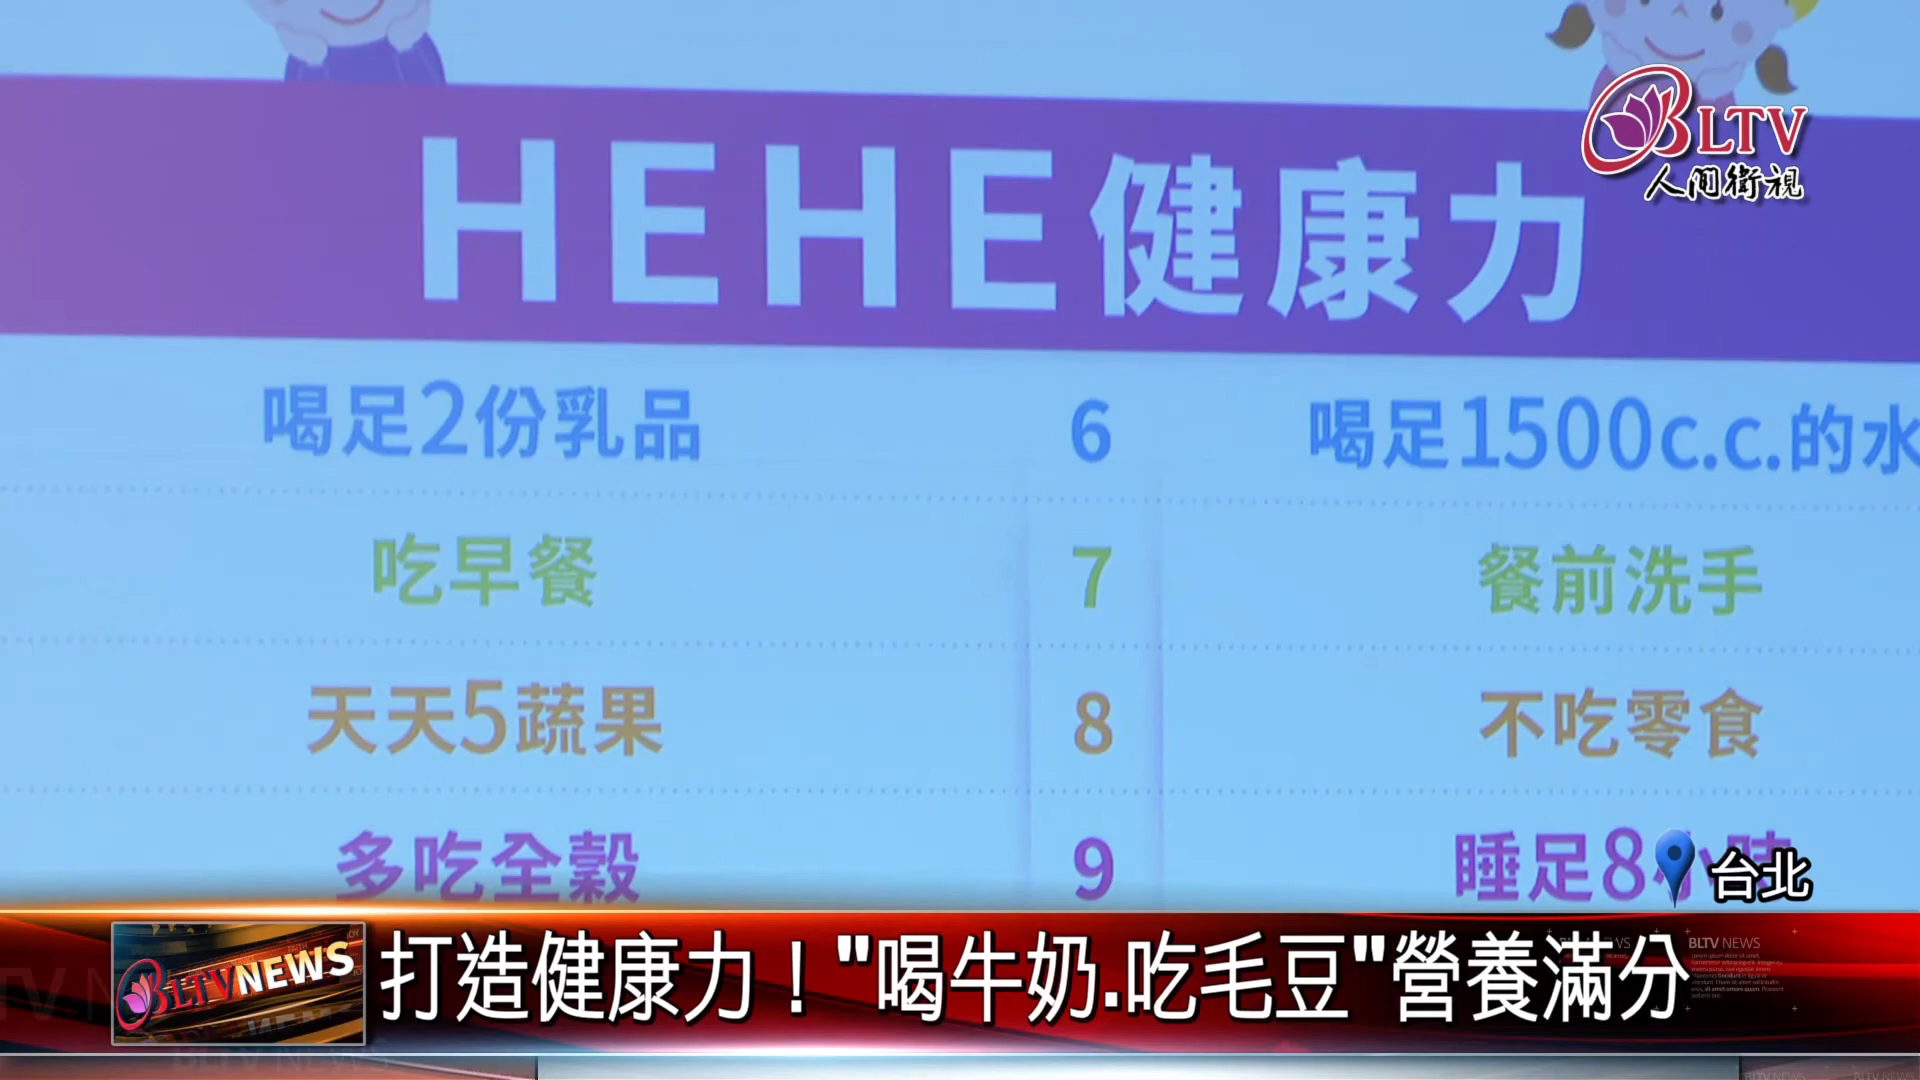 BLTV
人間衛視
HEHE健康力
喝足2份乳品 6 喝足1500c.c.的水
吃早餐 7 餐前洗手
天天5蔬果 8 不吃零食
多吃全穀 9 睡足8小時
台北
BLTVNEWS
打造健康力！"喝牛奶.吃毛豆"營養滿分
BLTV NEWS